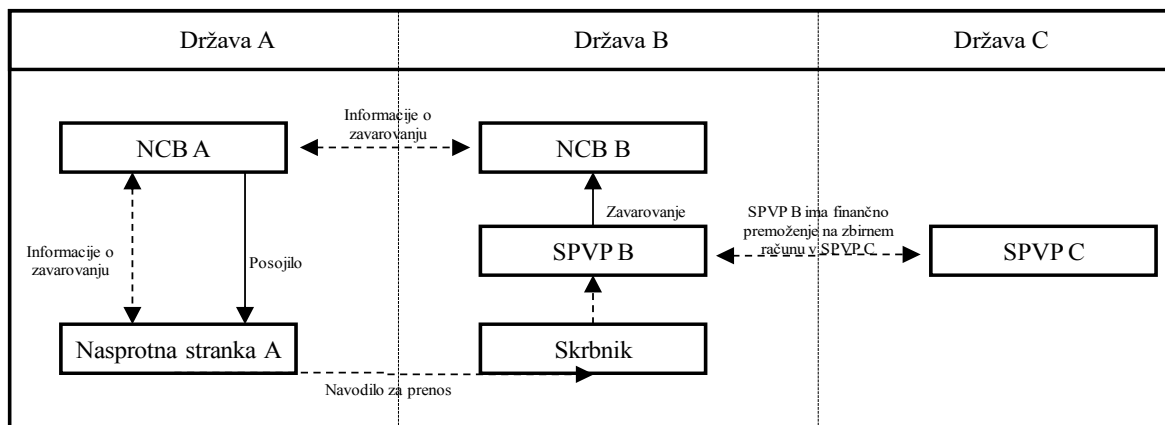 Država A
Država B
Država C
Informacije o
zavarovanju
NCB A
NCB B
Zavarovanje
SPVP B ima finančno
premoženje na zbirnem
računu v SPVP C
Informacije o
zavarovanju
Posojilo
SPVP B
SPVP C
Nasprotna stranka A
Skrbnik
Navodilo za prenos